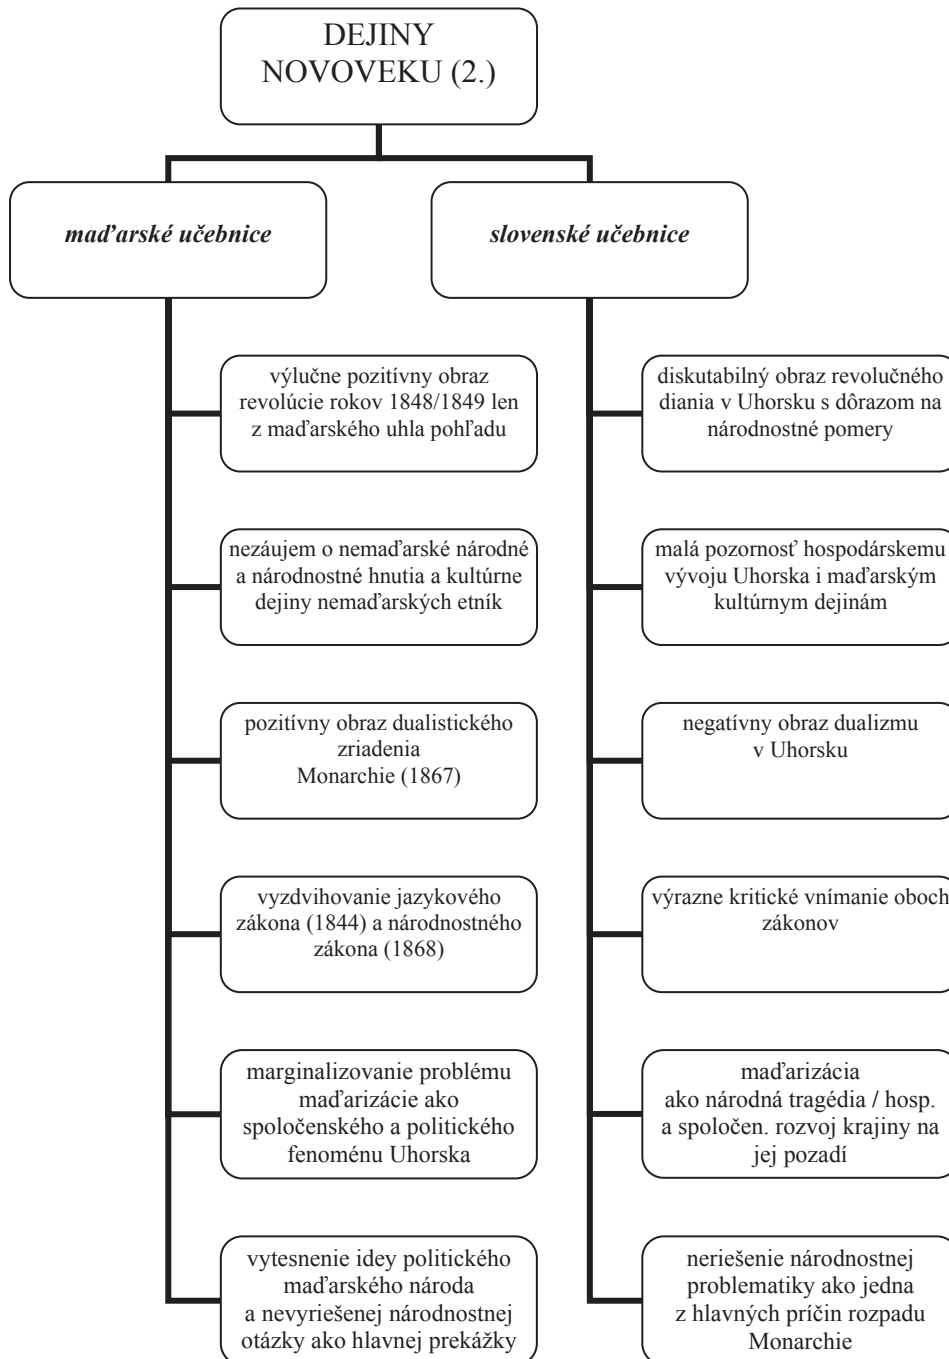 DEJINY
NOVOVEKU (2.)
maďarské učebnice
slovenské učebnice
výlučne pozitívny obraz
revolúcie rokov 1848/1849 len
z maďarského uhla pohľadu
diskutabilný obraz revolučného
diania v Uhorsku s dôrazom na
národnostné pomery
nezáujem o nemaďarské národné
a národnostné hnutia a kultúrne
dejiny nemaďarských etník
malá pozornosť hospodárskemu
vývoju Uhorska i maďarským
kultúrnym dejinám
pozitívny obraz dualistického
zriadenia
Monarchie (1867)
negatívny obraz dualizmu
v Uhorsku
vyzdvihovanie jazykového
zákona (1844) a národnostného
zákona (1868)
výrazne kritické vnímanie oboch
zákonov
marginalizovanie problému
maďarizácie ako
spoločenského a politického
fenoménu Uhorska
maďarizácia
ako národná tragédia / hosp.
a spoločen. rozvoj krajiny na
jej pozadí
vytesnenie idey politického
maďarského národa
a nevyriešenej národnostnej
otázky ako hlavnej prekážky
neriešenie národnostnej
problematiky ako jedna
z hlavných príčin rozpadu
Monarchie